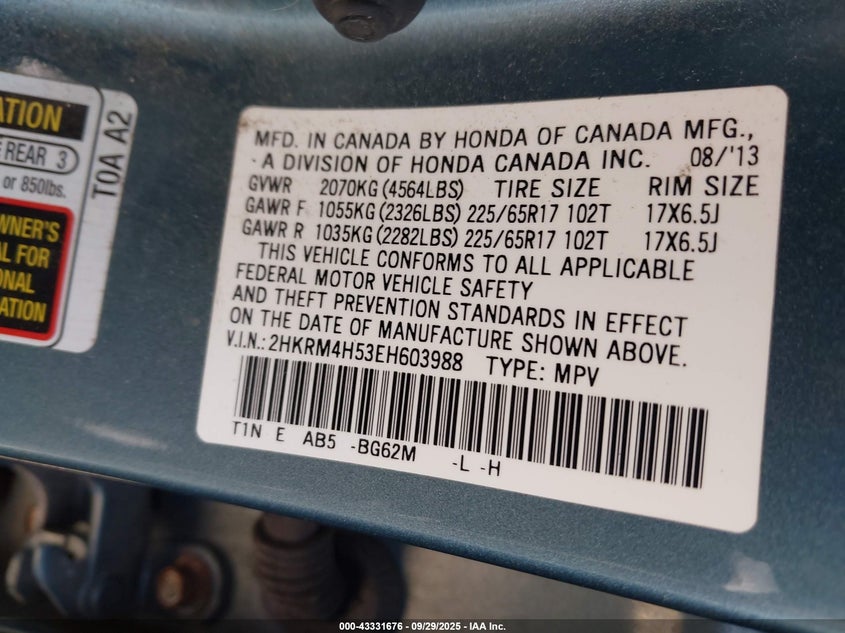 ATION
E REAR 3
or 850lbs.
WNER'S
AL FOR
ONAL
ATION
T0A A2
MFD. IN CANADA BY HONDA OF CANADA MFG.,
A DIVISION OF HONDA CANADA INC. 08/'13
GVWR 2070KG (4564LBS) TIRE SIZE RIM SIZE
GAWR F 1055KG (2326LBS) 225/65R17 102T 17X6.5J
GAWR R 1035KG (2282LBS) 225/65R17 102T 17X6.5J
THIS VEHICLE CONFORMS TO ALL APPLICABLE
FEDERAL MOTOR VEHICLE SAFETY
AND THEFT PREVENTION STANDARDS IN EFFECT
ON THE DATE OF MANUFACTURE SHOWN ABOVE.
V.I.N.: 2HKRM4H53EH603988 TYPE: MPV
T1N E AB5 -BG62M -L -H
000-43331676 | 09/29/2025 | IAA Inc.